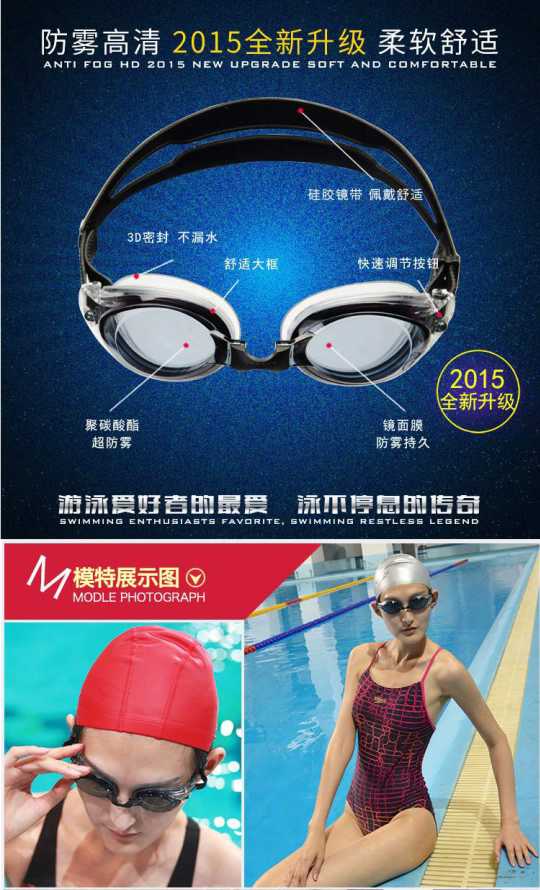 防雾高清 2015全新升级 柔软舒适
ANTI FOG HD 2015 NEW UPGRADE SOFT AND COMFORTABLE
硅胶镜带 佩戴舒适
3D密封 不漏水
舒适大框
快速调节按钮
2015
全新升级
聚碳酸酯
超防雾
镜面膜
防雾持久
游泳爱好者的最爱 泳不停息的传奇
SWIMMING ENTHUSIASTS FAVORITE, SWIMMING RESTLESS LEGEND
M 模特展示图
MODLE PHOTOGRAPH